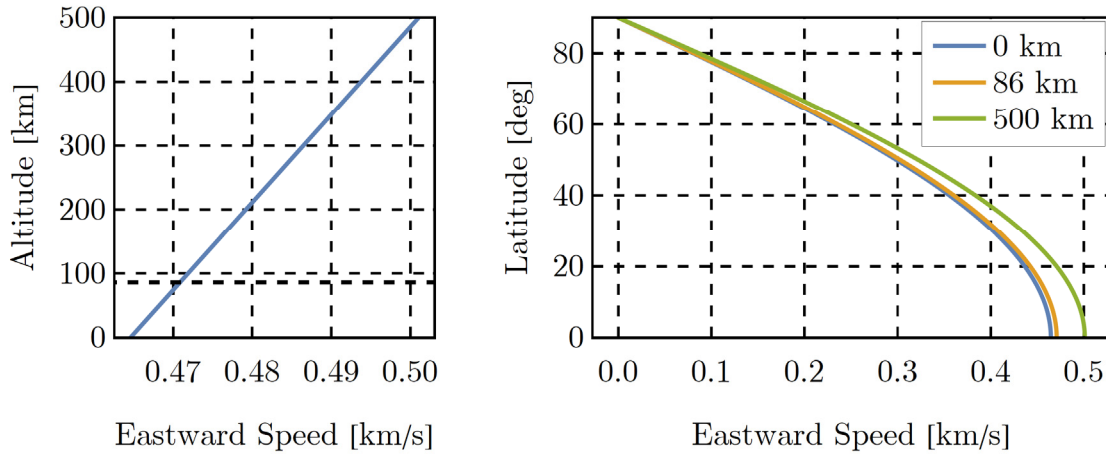 500
400
300
200
100
0
Altitude [km]
0.47 0.48 0.49 0.50
Eastward Speed [km/s]
0 km
86 km
500 km
80
60
40
20
0
Latitude [deg]
0.0 0.1 0.2 0.3 0.4 0.5
Eastward Speed [km/s]